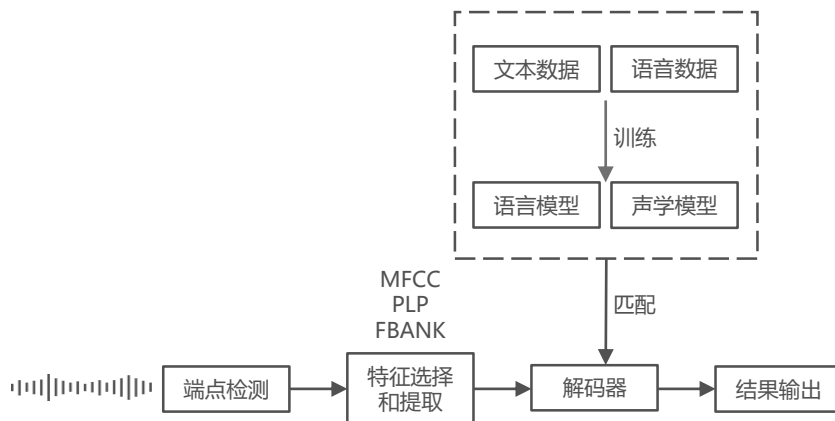 文本数据
语音数据
训练
语言模型
声学模型
匹配
MFCC
PLP
FBANK
端点检测
特征选择
和提取
解码器
结果输出